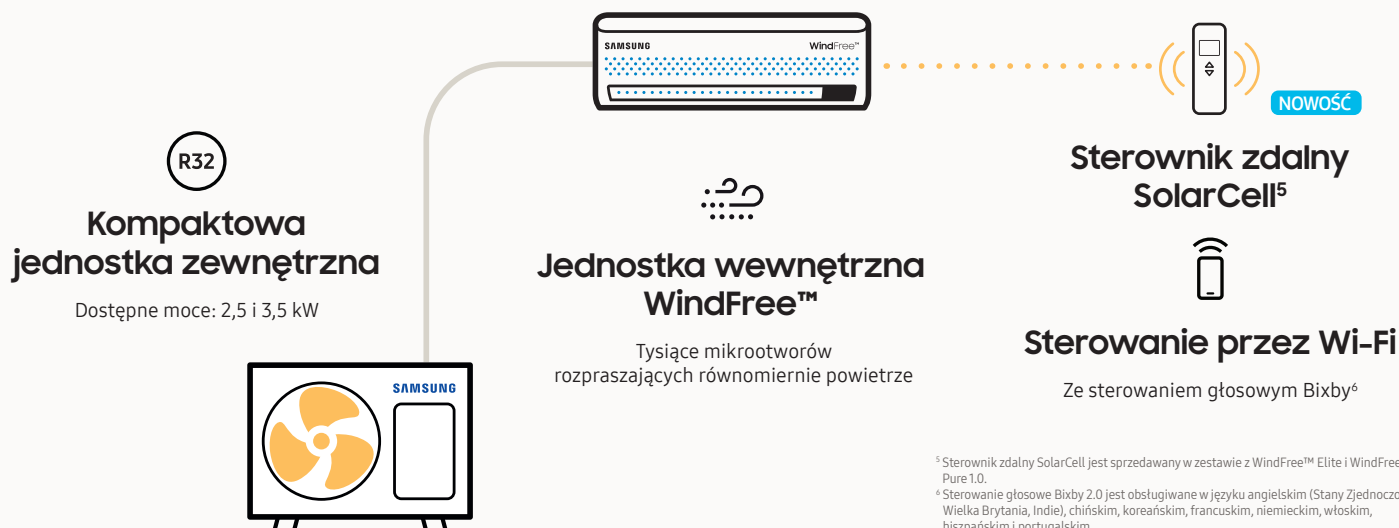 SAMSUNG
WindFree™
NOWOŚĆ
R32
Kompaktowa
jednostka zewnętrzna
Dostępne moce: 2,5 i 3,5 kW
SAMSUNG
Jednostka wewnętrzna
WindFree™
Tysiące mikrootworów
rozpraszających równomiernie powietrze
Sterownik zdalny
SolarCell⁵
Sterowanie przez Wi-Fi
Ze sterowaniem głosowym Bixby⁶
⁵ Sterownik zdalny SolarCell jest sprzedawany w zestawie z WindFree™ Elite i WindFree
Pure 1.0.
⁶ Sterowanie głosowe Bixby 2.0 jest obsługiwane w języku angielskim (Stany Zjednoczo
Wielka Brytania, Indie), chińskim, koreańskim, francuskim, niemieckim, włoskim,
hiszpańskim i portugalskim